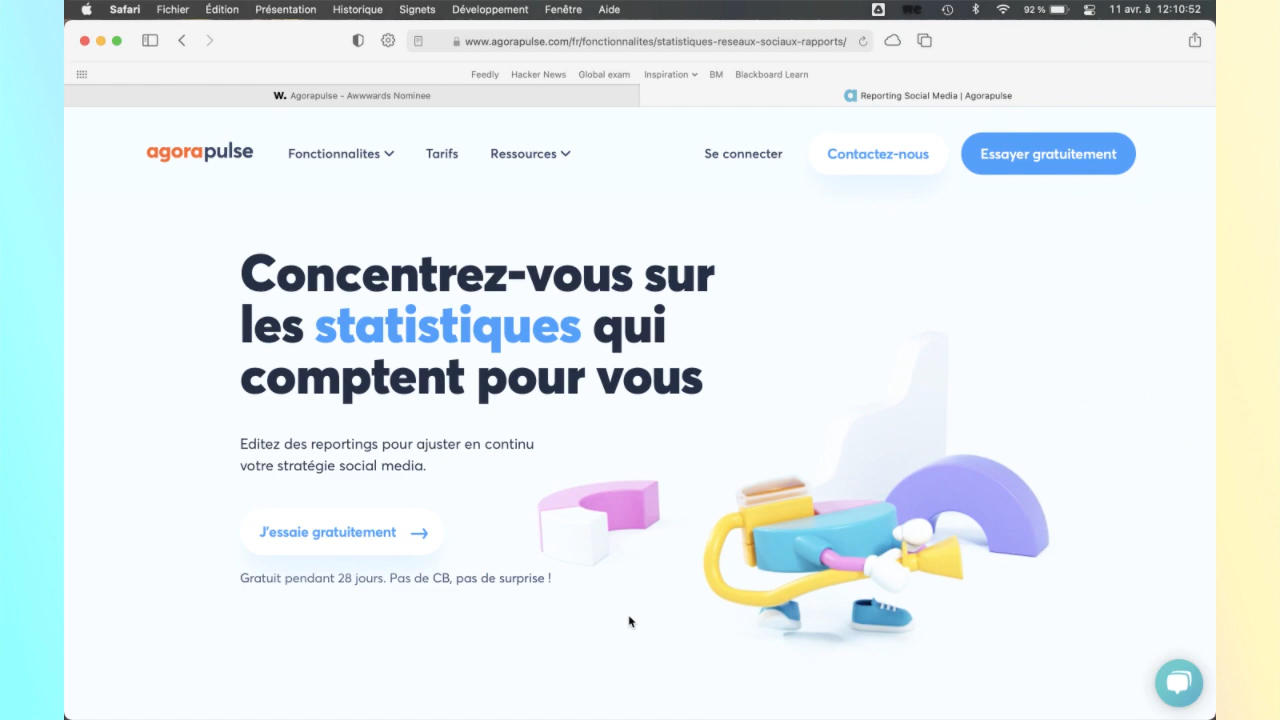 Safari Fichier Édition Présentation Historique Signets Développement Fenêtre Aide 92 % 11 avr. à 12:10:52
www.agorapulse.com/fr/fonctionnalites/statistiques-reseaux-sociaux-rapports/
Feedly Hacker News Global exam Inspiration BM Blackboard Learn
W. Agorapulse – Awwwards Nominee
Reporting Social Media | Agorapulse
agorapulse Fonctionnalites Tarifs Ressources Se connecter Contactez-nous Essayer gratuitement
Concentrez-vous sur
les statistiques qui
comptent pour vous
Editez des reportings pour ajuster en continu
votre stratégie social media.
J'essaie gratuitement →
Gratuit pendant 28 jours. Pas de CB, pas de surprise !